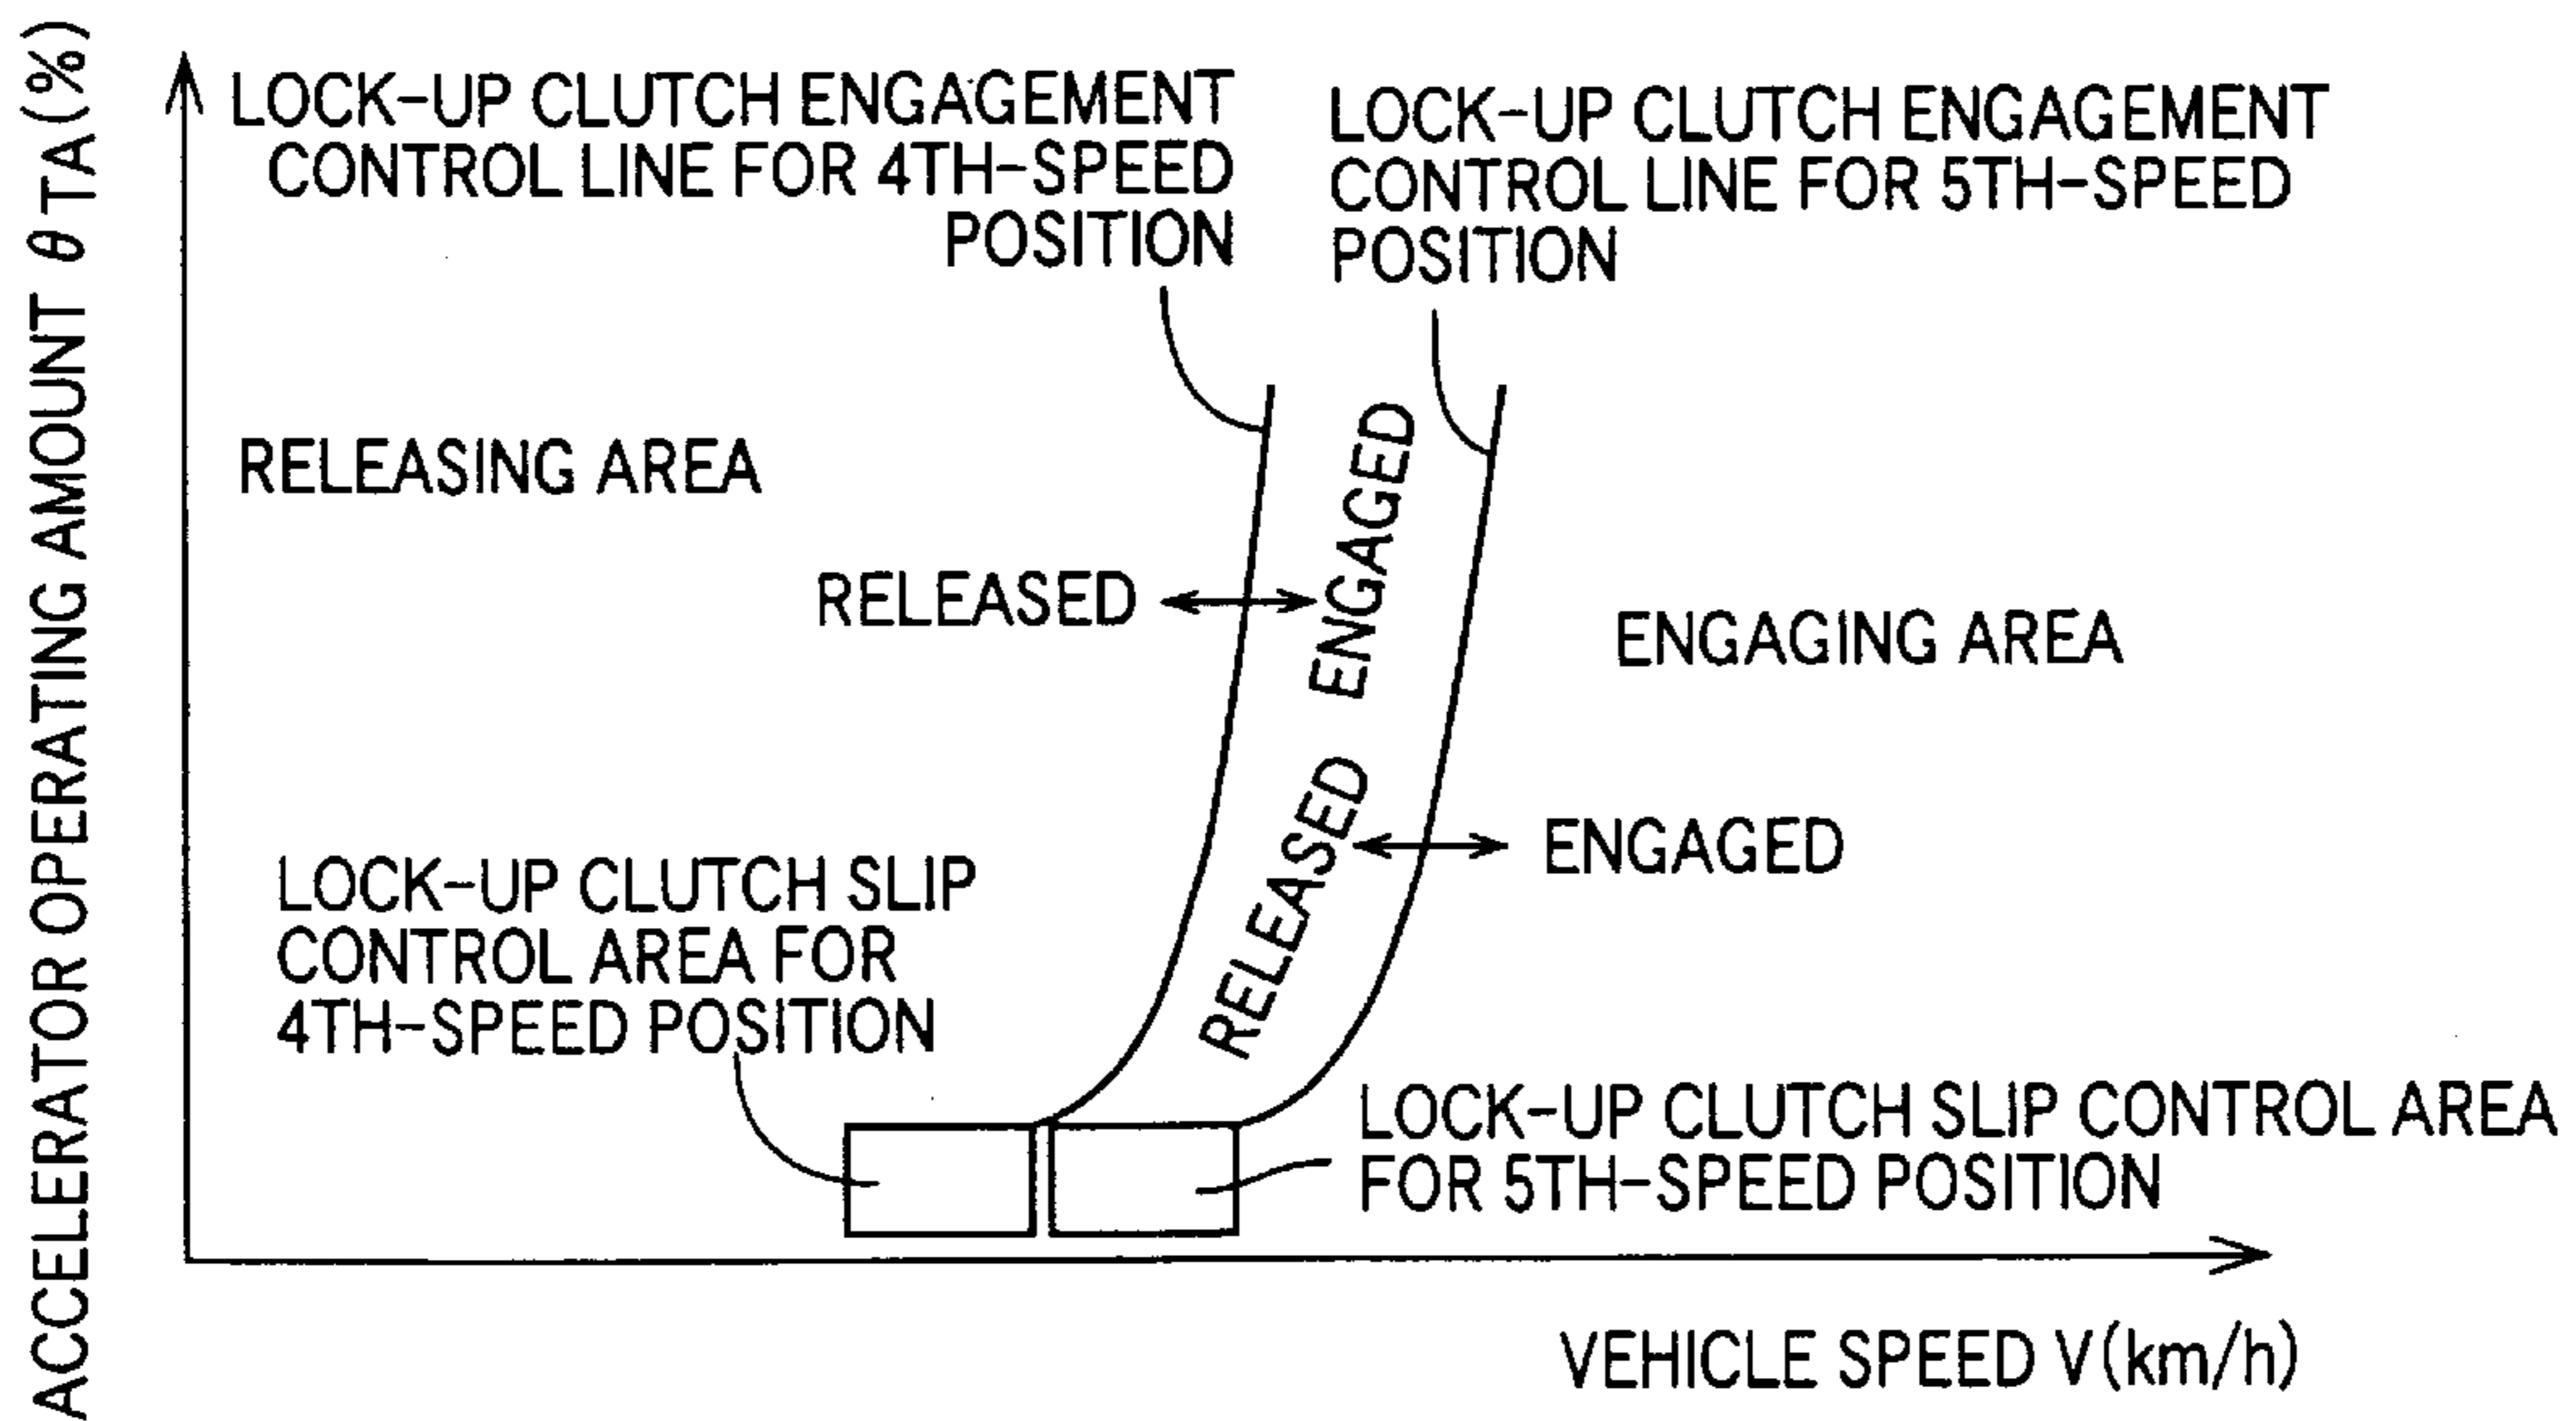 ACCELERATOR OPERATING AMOUNT θTA(%)
LOCK-UP CLUTCH ENGAGEMENT
CONTROL LINE FOR 4TH-SPEED
POSITION
LOCK-UP CLUTCH ENGAGEMENT
CONTROL LINE FOR 5TH-SPEED
POSITION
RELEASING AREA
RELEASED
ENGAGED
ENGAGING AREA
RELEASED
ENGAGED
LOCK-UP CLUTCH SLIP
CONTROL AREA FOR
4TH-SPEED POSITION
LOCK-UP CLUTCH SLIP CONTROL AREA
FOR 5TH-SPEED POSITION
VEHICLE SPEED V(km/h)